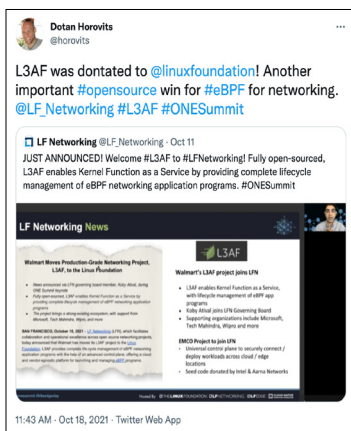 Dotan Horovits
@horovits
L3AF was dontated to @linuxfoundation! Another
important #opensource win for #eBPF for networking.
@LF_Networking #L3AF #ONESummit
LF Networking @LF_Networking · Oct 11
JUST ANNOUNCED! Welcome #L3AF to #LFNetworking! Fully open-sourced,
L3AF enables Kernel Function as a Service by providing complete lifecycle
management of eBPF networking application programs. #ONESummit
LF Networking News
L3AF
Walmart Moves Production-Grade Networking Project,
L3AF, to the Linux Foundation
Walmart's L3AF project joins LFN
• L3AF enables Kernel Function as a Service,
with lifecycle management of eBPF app
programs
• Koby Avital joins LFN Governing Board
• Supporting organizations include Microsoft,
Tech Mahindra, Wipro and more
EMCO Project to join LFN
• Universal control plane to securely connect /
deploy workloads across cloud / edge
locations
• Seed code donated by Intel & Aarna Networks
11:43 AM · Oct 18, 2021 · Twitter Web App